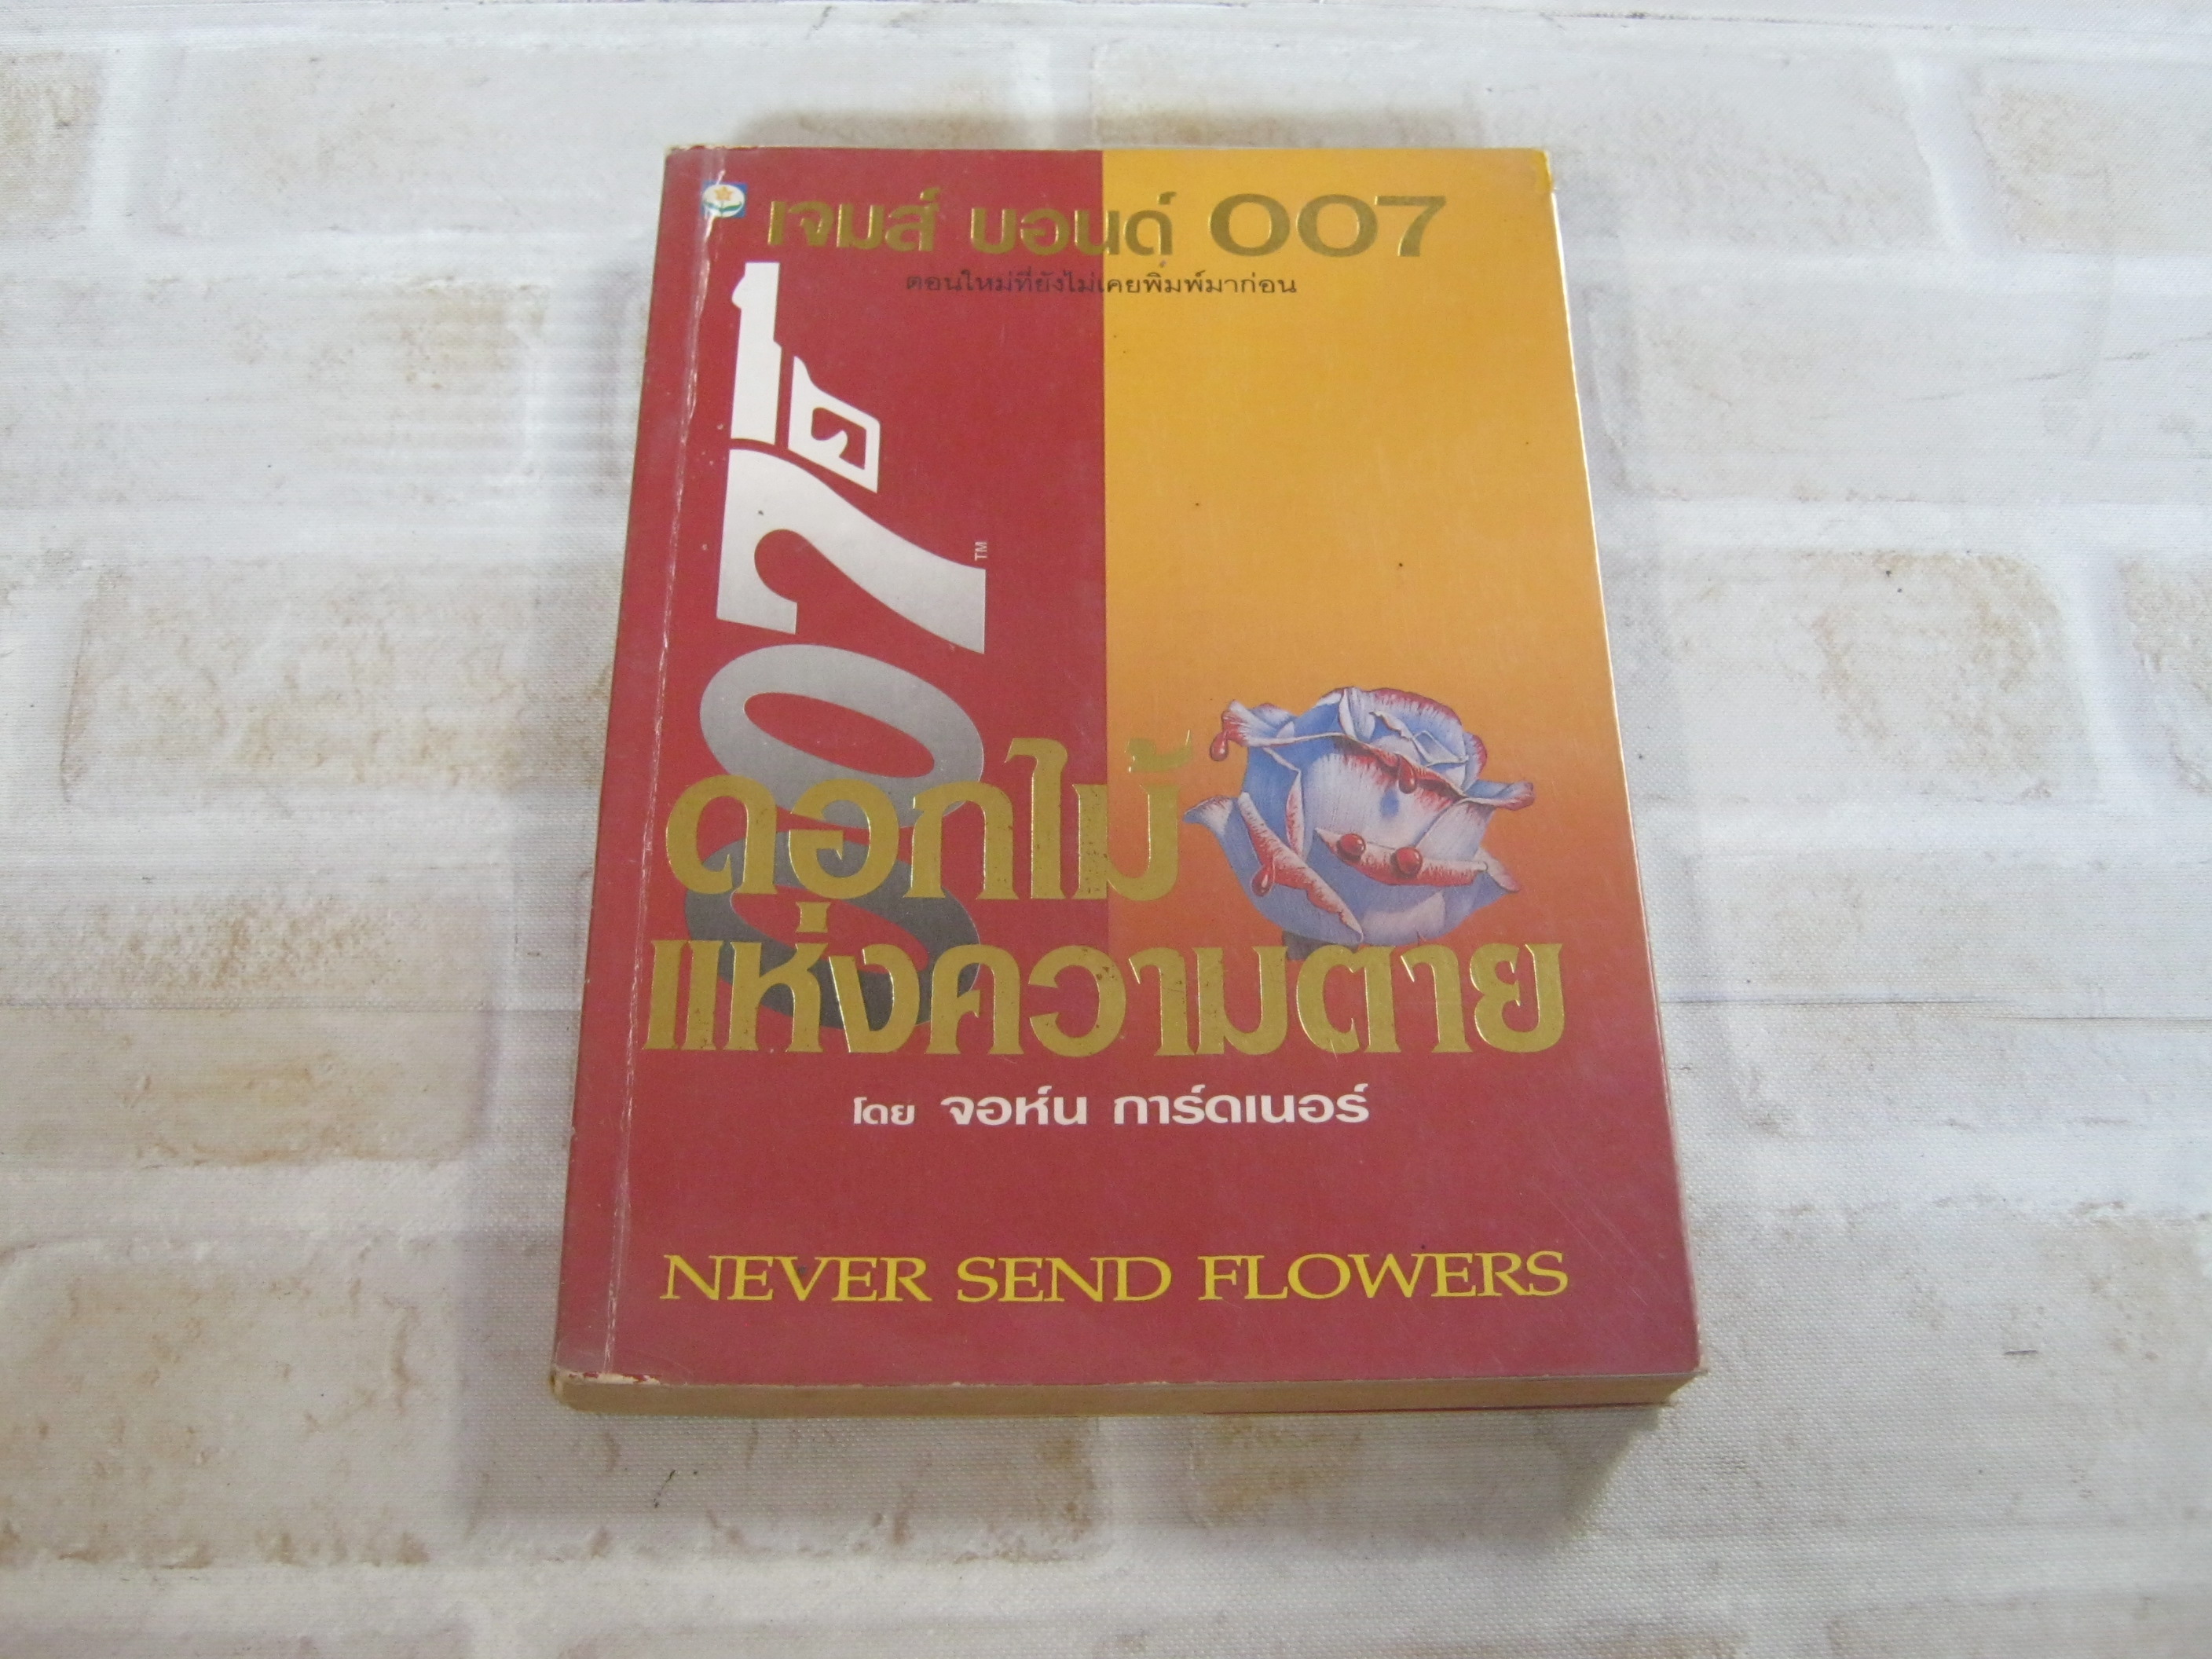 เจมส์ บอนด์ 007
ตอนใหม่ที่ยังไม่เคยพิมพ์มาก่อน
007
TM
ดอกไม้
แห่งความตาย
โดย จอห์น การ์ดเนอร์
NEVER SEND FLOWERS